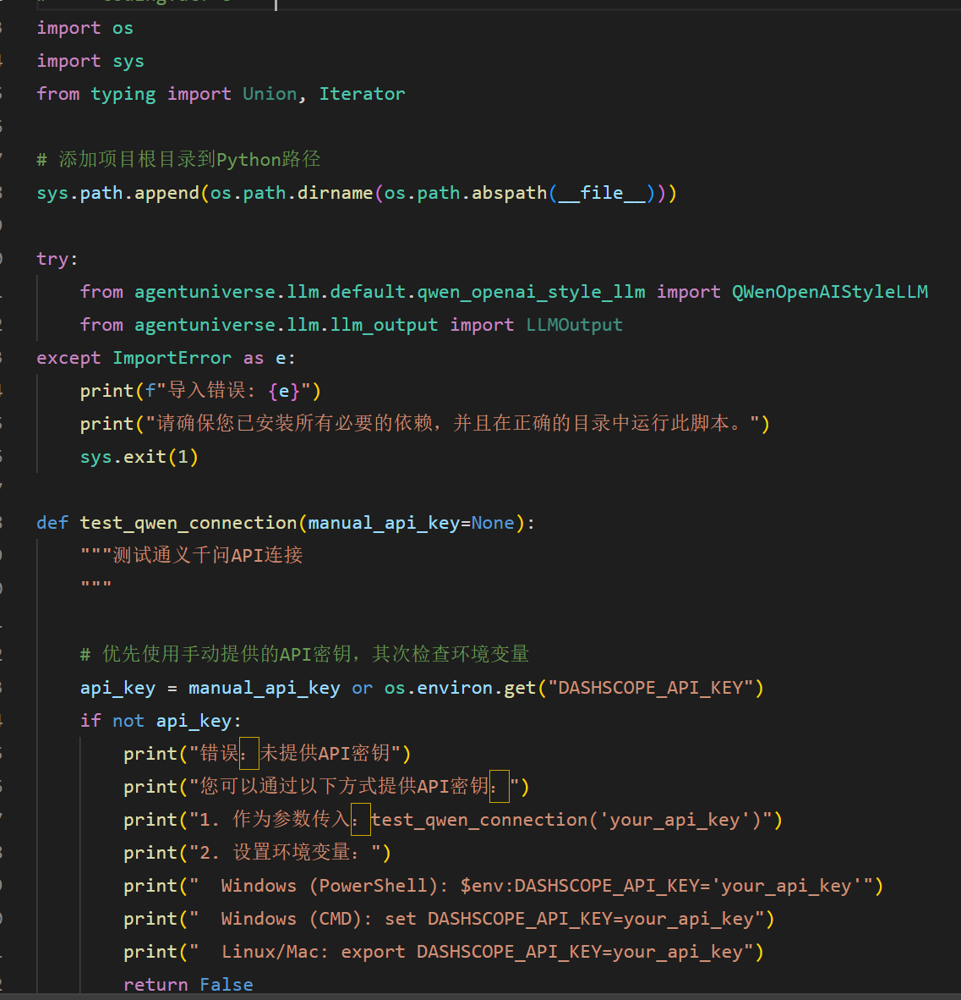 import os
import sys
from typing import Union, Iterator
# 添加项目根目录到Python路径
sys.path.append(os.path.dirname(os.path.abspath(__file__)))
try:
    from agentuniverse.llm.default.qwen_openai_style_llm import QWenOpenAIStyleLLM
    from agentuniverse.llm.llm_output import LLMOutput
except ImportError as e:
    print(f"导入错误: {e}")
    print("请确保您已安装所有必要的依赖，并且在正确的目录中运行此脚本。")
    sys.exit(1)
def test_qwen_connection(manual_api_key=None):
    """测试通义千问API连接
    """
    # 优先使用手动提供的API密钥，其次检查环境变量
    api_key = manual_api_key or os.environ.get("DASHSCOPE_API_KEY")
    if not api_key:
        print("错误：未提供API密钥")
        print("您可以通过以下方式提供API密钥：")
        print("1. 作为参数传入：test_qwen_connection('your_api_key')")
        print("2. 设置环境变量：")
        print("  Windows (PowerShell): $env:DASHSCOPE_API_KEY='your_api_key'")
        print("  Windows (CMD): set DASHSCOPE_API_KEY=your_api_key")
        print("  Linux/Mac: export DASHSCOPE_API_KEY=your_api_key")
        return False